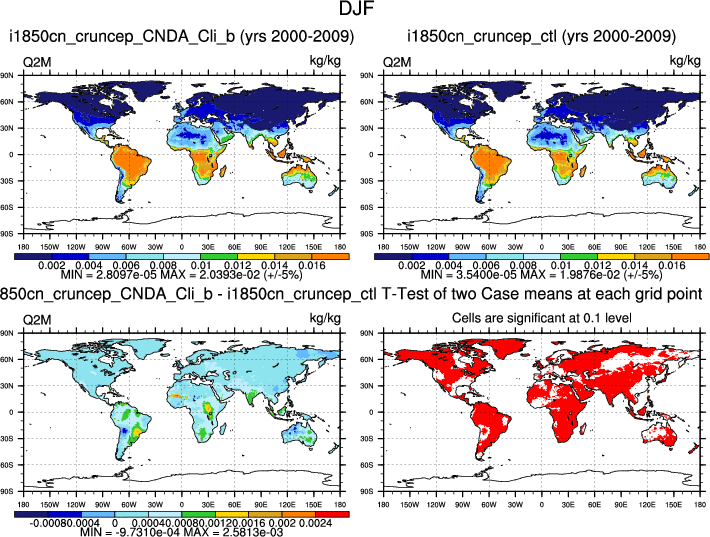 DJF
i1850cn_cruncep_CNDA_Cli_b (yrs 2000-2009)
i1850cn_cruncep_ctl (yrs 2000-2009)
Q2M kg/kg
Q2M kg/kg
90N 90N
60N 60N
30N 30N
0 0
30S 30S
60S 60S
90S 90S
180 150W 120W 90W 60W 30W 0 30E 60E 90E 120E 150E 180
180 150W 120W 90W 60W 30W 0 30E 60E 90E 120E 150E 180
0.002 0.004 0.006 0.008 0.01 0.012 0.014 0.016
0.002 0.004 0.006 0.008 0.01 0.012 0.014 0.016
MIN = 2.8097e-05 MAX = 2.0393e-02 (+/-5%)
MIN = 3.5400e-05 MAX = 1.9876e-02 (+/-5%)
850cn_cruncep_CNDA_Cli_b - i1850cn_cruncep_ctl
T-Test of two Case means at each grid point
Q2M kg/kg
Cells are significant at 0.1 level
90N 90N
60N 60N
30N 30N
0 0
30S 30S
60S 60S
90S 90S
180 150W 120W 90W 60W 30W 0 30E 60E 90E 120E 150E 180
180 150W 120W 90W 60W 30W 0 30E 60E 90E 120E 150E 180
-0.0008 0.0004 0 0.0004 0.0008 0.0012 0.0016 0.002 0.0024
MIN = -9.7310e-04 MAX = 2.5813e-03